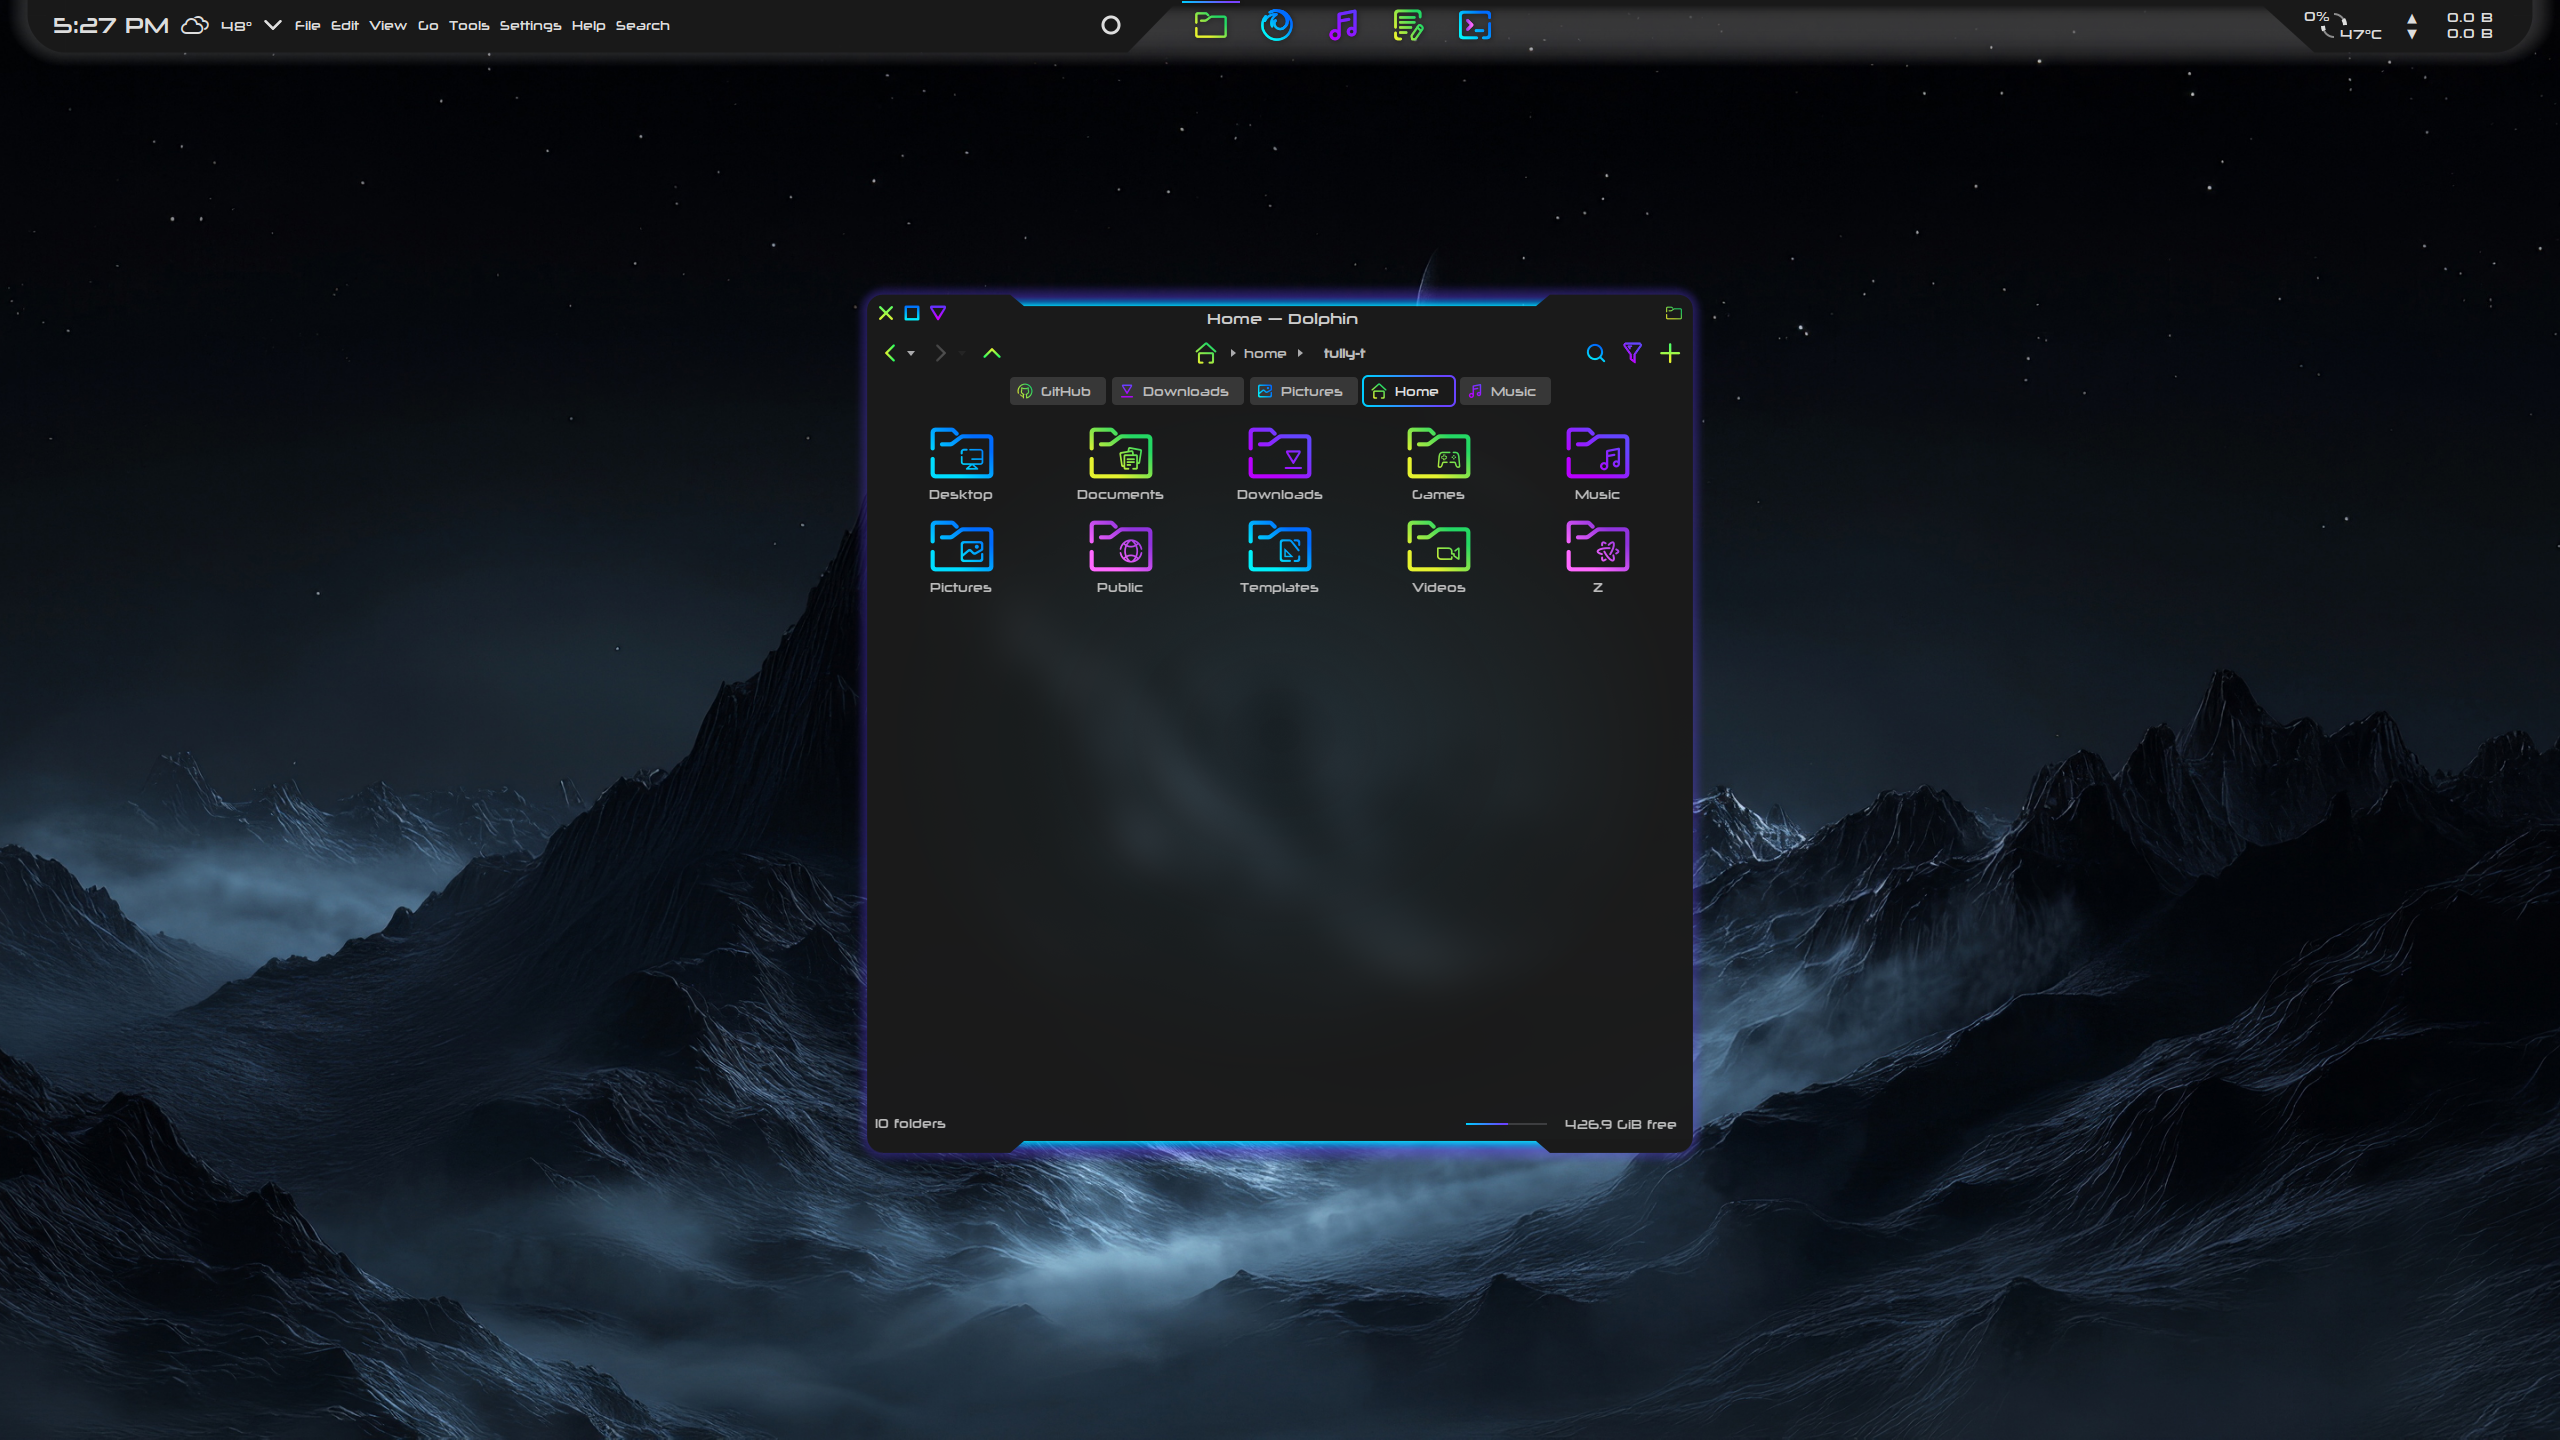 5:27 PM 48° File Edit View Go Tools Settings Help Search
0% 47°C
0.0 B
0.0 B
Home — Dolphin
home tully-t
GitHub Downloads Pictures Home Music
Desktop Documents Downloads Games Music
Pictures Public Templates Videos Z
10 folders 426.9 GiB free